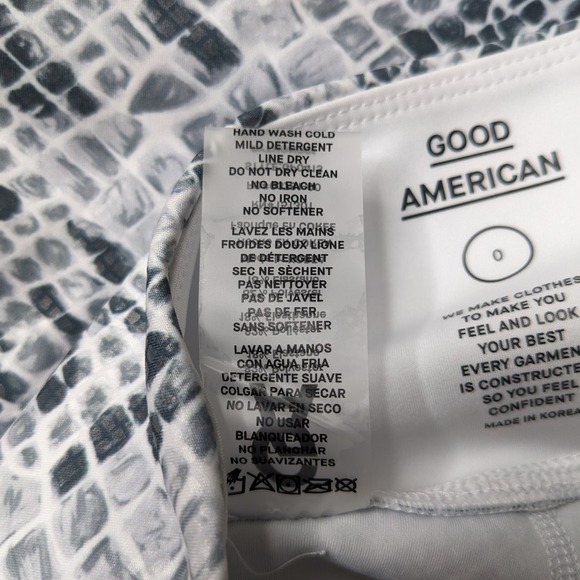 HAND WASH COLD
MILD DETERGENT
LINE DRY
DO NOT DRY CLEAN
NO BLEACH
NO IRON
NO SOFTENER
LAVEZ LES MAINS
FROIDES DOUX LIGNE
DE DÉTERGENT
SEC NE SÈCHENT
PAS NETTOYER
PAS DE JAVEL
PAS DE FER
SANS SOFTENER
LAVAR A MANOS
CON AGUA FRIA
DETERGENTE SUAVE
COLGAR PARA SECAR
NO LAVAR EN SECO
NO USAR
BLANQUEADOR
NO PLANCHAR
NO SUAVIZANTES
GOOD
AMERICAN
0
WE MAKE CLOTHES
TO MAKE YOU
FEEL AND LOOK
YOUR BEST
EVERY GARMEN
IS CONSTRUCTE
SO YOU FEEL
CONFIDENT
MADE IN KOREA